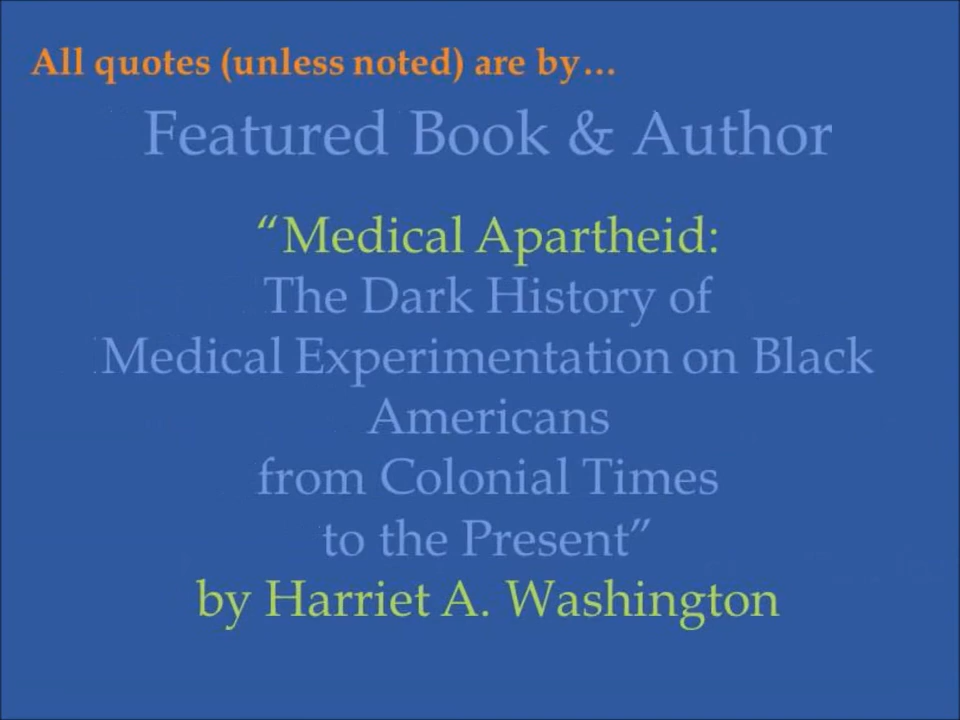 All quotes (unless noted) are by…
Featured Book & Author
“Medical Apartheid:
The Dark History of
Medical Experimentation on Black
Americans
from Colonial Times
to the Present”
by Harriet A. Washington